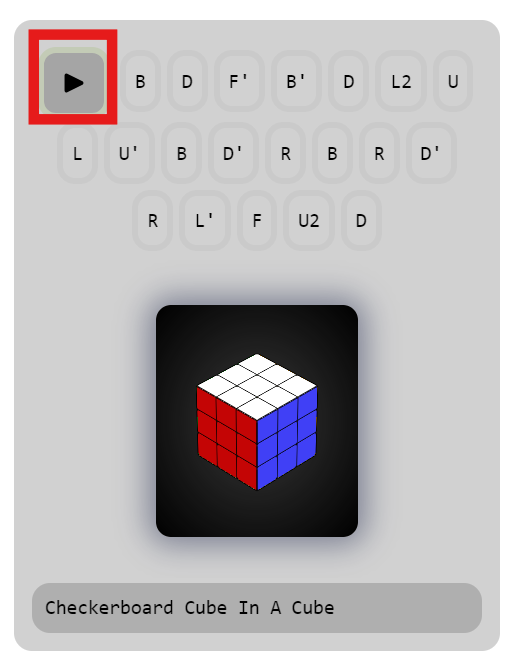 B D F' B' D L2 U
L U' B D' R B R D'
R L' F U2 D
Checkerboard Cube In A Cube